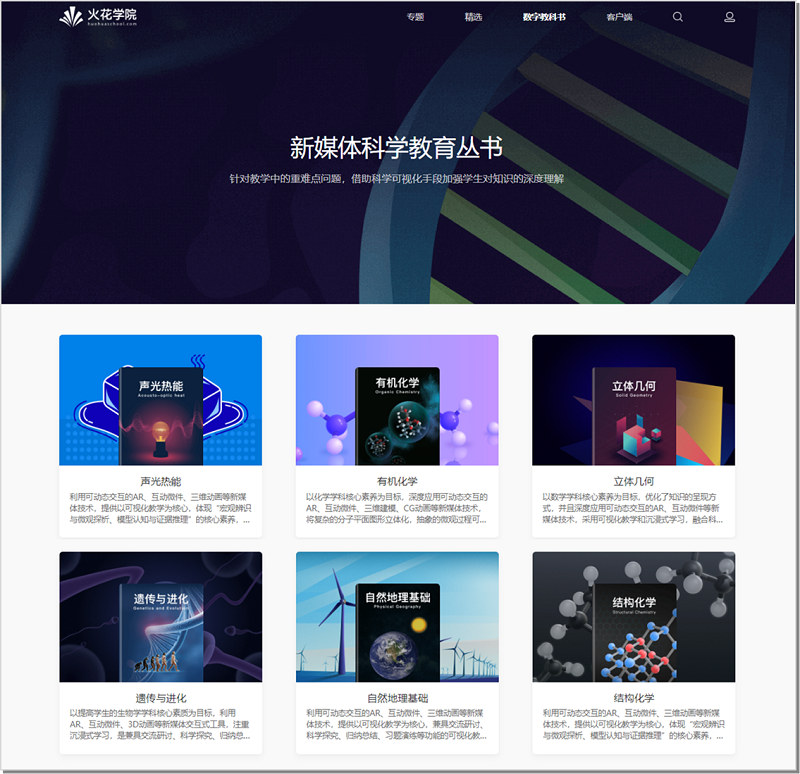 火花学院
huohuaschool.com
专题
精选
数字教科书
客户端
新媒体科学教育丛书
针对教学中的重难点问题，借助科学可视化手段加强学生对知识的深度理解
声光热能
Acousto-optic heat
有机化学
Organic Chemistry
立体几何
Solid Geometry
声光热能
利用可动态交互的AR、互动微件、三维动画等新媒
体技术，提供以可视化教学为核心，体现“宏观辨识
与微观探析、模型认知与证据推理”的核心素养，...
有机化学
以化学学科核心素养为目标，深度应用可动态交互的
AR、互动微件、三维建模、CG动画等新媒体技术，
将复杂的分子平面图形立体化，抽象的微观过程可...
立体几何
以数学学科核心素养为目标，优化了知识的呈现方
式，并且深度应用可动态交互的AR、互动微件等新
媒体技术，采用可视化教学和沉浸式学习，融合科...
遗传与进化
Genetics and Evolution
自然地理基础
Physical Geography
结构化学
Structural Chemistry
遗传与进化
以提高学生的生物学学科核心素质为目标，利用
AR、互动微件、3D动画等新媒体交互式工具，注重
沉浸式学习，是兼具交流研讨、科学探究、归纳总...
自然地理基础
利用可动态交互的AR、互动微件、三维动画等新媒
体技术，提供以可视化教学为核心，兼具交流研讨、
科学探究、归纳总结、习题演练等功能的可视化教...
结构化学
利用可动态交互的AR、互动微件、三维动画等新媒
体技术，提供以可视化教学为核心，体现“宏观辨识
与微观探析、模型认知与证据推理”的核心素养，...